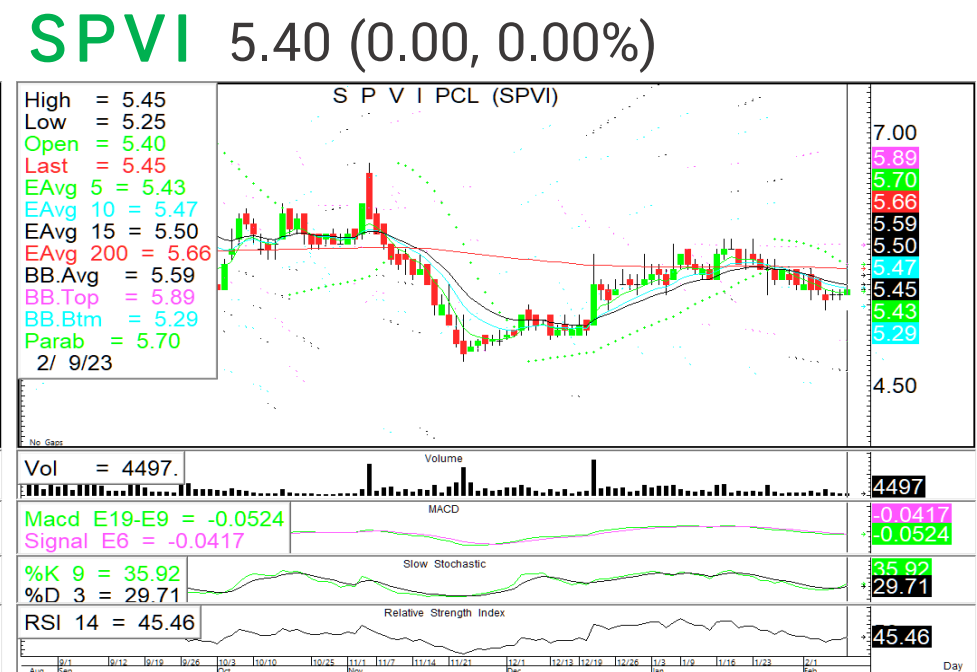 SPVI 5.40 (0.00, 0.00%)
S P V I PCL (SPVI)
High = 5.45
Low = 5.25
Open = 5.40
Last = 5.45
EAvg 5 = 5.43
EAvg 10 = 5.47
EAvg 15 = 5.50
EAvg 200 = 5.66
BB.Avg = 5.59
BB.Top = 5.89
BB.Btm = 5.29
Parab = 5.70
2/ 9/23
7.00
5.89
5.70
5.66
5.59
5.50
5.47
5.45
5.43
5.29
4.50
No Gaps
Volume
Vol = 4497.
4497
MACD
Macd E19-E9 = -0.0524
Signal E6 = -0.0417
-0.0417
-0.0524
Slow Stochastic
%K 9 = 35.92
%D 3 = 29.71
35.92
29.71
Relative Strength Index
RSI 14 = 45.46
45.46
9/1 9/12 9/19 9/26 10/3 10/10 10/25 11/1 11/7 11/14 11/21 12/1 12/13 12/19 12/26 1/3 1/9 1/16 1/23 2/1
Aug Sep Oct Nov Dec Jan Feb Day